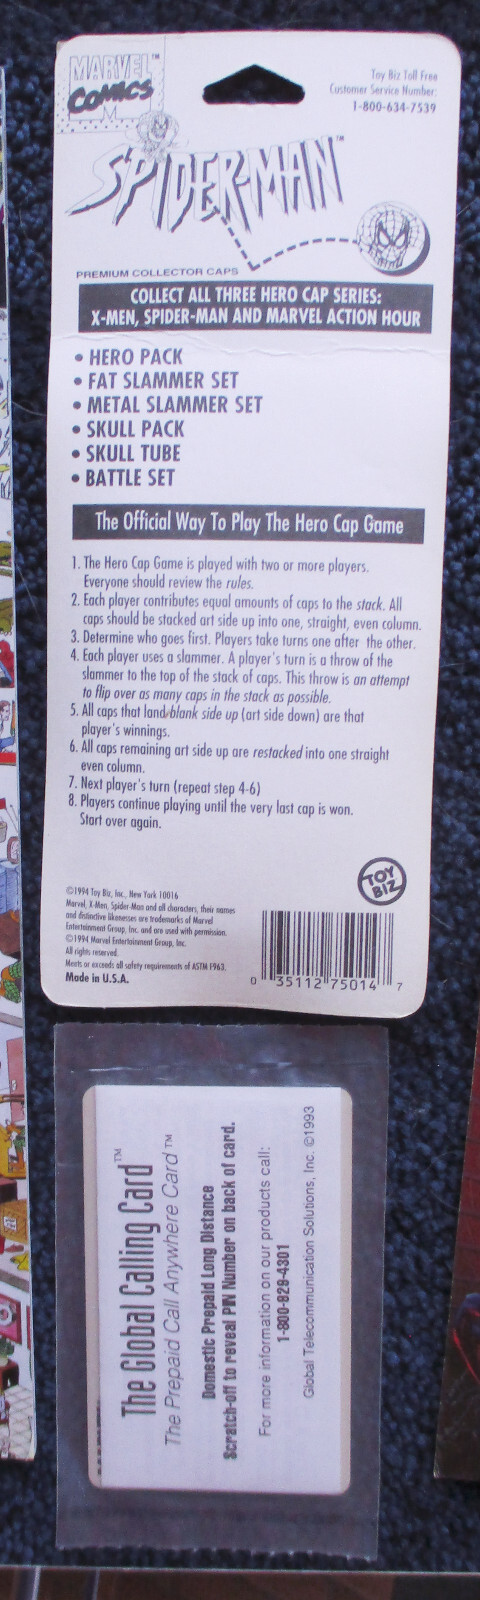 MARVEL™
COMICS
M
Toy Biz Toll Free
Customer Service Number:
1-800-634-7539
SPIDER-MAN™
PREMIUM COLLECTOR CAPS
COLLECT ALL THREE HERO CAP SERIES:
X-MEN, SPIDER-MAN AND MARVEL ACTION HOUR
• HERO PACK
• FAT SLAMMER SET
• METAL SLAMMER SET
• SKULL PACK
• SKULL TUBE
• BATTLE SET
The Official Way To Play The Hero Cap Game
1. The Hero Cap Game is played with two or more players.
Everyone should review the rules.
2. Each player contributes equal amounts of caps to the stack. All
caps should be stacked art side up into one, straight, even column.
3. Determine who goes first. Players take turns one after the other.
4. Each player uses a slammer. A player's turn is a throw of the
slammer to the top of the stack of caps. This throw is an attempt
to flip over as many caps in the stack as possible.
5. All caps that land blank side up (art side down) are that
player's winnings.
6. All caps remaining art side up are restacked into one straight
even column.
7. Next player's turn (repeat step 4-6)
8. Players continue playing until the very last cap is won.
Start over again.
TOY
BIZ
©1994 Toy Biz, Inc. New York 10016
Marvel, X-Men, Spider-Man and all characters, their names
and distinctive likenesses are trademarks of Marvel
Entertainment Group, Inc. and are used with permission.
©1994 Marvel Entertainment Group, Inc.
All rights reserved.
Meets or exceeds all safety requirements of ASTM F963.
Made in U.S.A.
0 35112 75014 7
The Global Calling Card™
The Prepaid Call Anywhere Card™
Domestic Prepaid Long Distance
Scratch-off to reveal PIN Number on back of card.
For more information on our products call:
1-800-829-4301
Global Telecommunication Solutions, Inc. ©1993